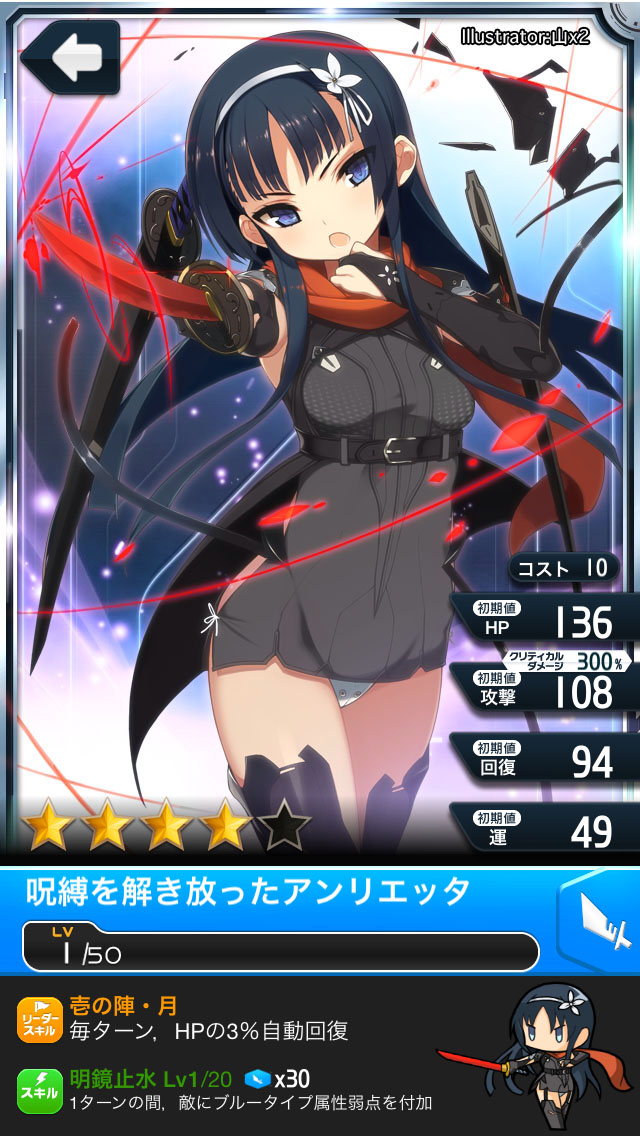 Illustrator:山x2
コスト 10
初期値
HP 136
クリティカル
ダメージ 300%
初期値
攻撃 108
初期値
回復 94
初期値
運 49
呪縛を解き放ったアンリエッタ
LV
1/50
リーダー
スキル
壱の陣・月
毎ターン，HPの3%自動回復
スキル
明鏡止水 Lv1/20 x30
1ターンの間，敵にブルータイプ属性弱点を付加